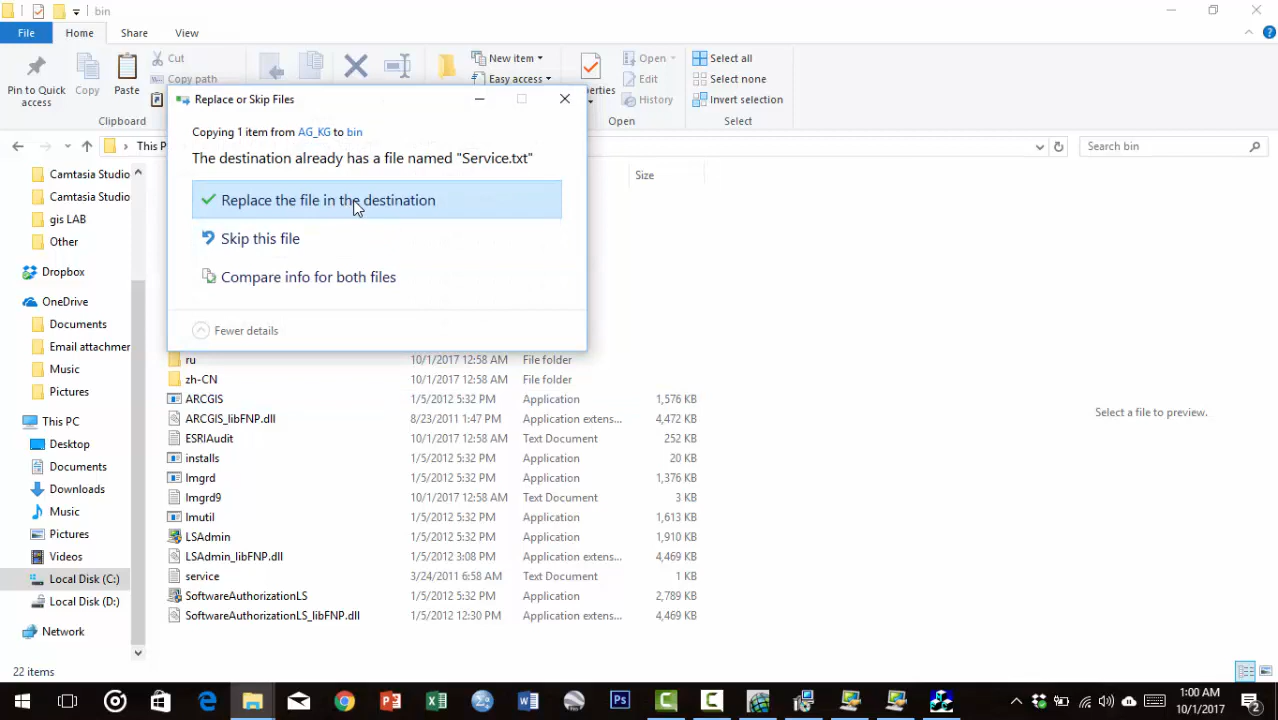 bin
File Home Share View
Pin to Quick access
Copy
Paste
Cut
Copy path
Clipboard
New item
Easy access
erties
Open
Edit
History
Open
Select all
Select none
Invert selection
Select
This P
Search bin
Size
Replace or Skip Files
Copying 1 item from AG_KG to bin
The destination already has a file named "Service.txt"
Replace the file in the destination
Skip this file
Compare info for both files
Fewer details
Camtasia Studio
Camtasia Studio
gis LAB
Other
Dropbox
OneDrive
Documents
Email attachmer
Music
Pictures
This PC
Desktop
Documents
Downloads
Music
Pictures
Videos
Local Disk (C:)
Local Disk (D:)
Network
ru 10/1/2017 12:58 AM File folder
zh-CN 10/1/2017 12:58 AM File folder
ARCGIS 1/5/2012 5:32 PM Application 1,576 KB
ARCGIS_libFNP.dll 8/23/2011 1:47 PM Application extens... 4,472 KB
ESRIAudit 10/1/2017 12:58 AM Text Document 252 KB
installs 1/5/2012 5:32 PM Application 20 KB
lmgrd 1/5/2012 5:32 PM Application 1,376 KB
lmgrd9 10/1/2017 12:58 AM Text Document 3 KB
lmutil 1/5/2012 5:32 PM Application 1,613 KB
LSAdmin 1/5/2012 5:32 PM Application 1,910 KB
LSAdmin_libFNP.dll 1/5/2012 3:08 PM Application extens... 4,469 KB
service 3/24/2011 6:58 AM Text Document 1 KB
SoftwareAuthorizationLS 1/5/2012 5:32 PM Application 2,789 KB
SoftwareAuthorizationLS_libFNP.dll 1/5/2012 12:30 PM Application extens... 4,469 KB
Select a file to preview.
22 items
1:00 AM
10/1/2017
2